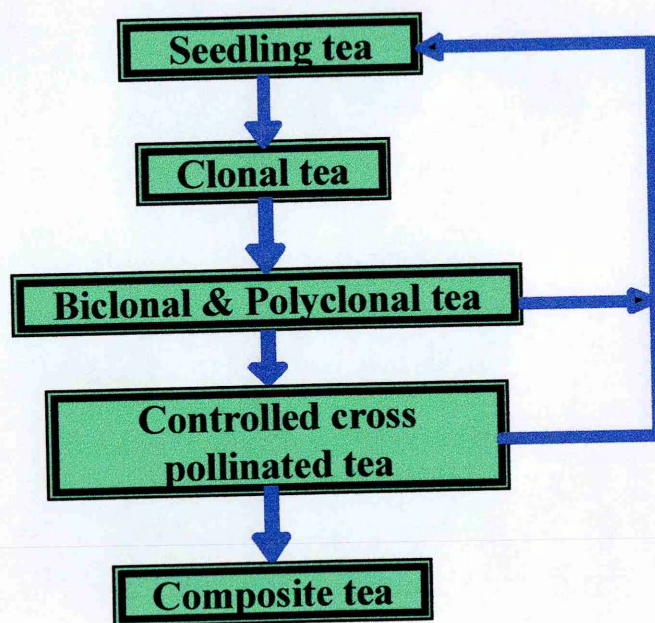 Seedling tea
Clonal tea
Biclonal & Polyclonal tea
Controlled cross
pollinated tea
Composite tea